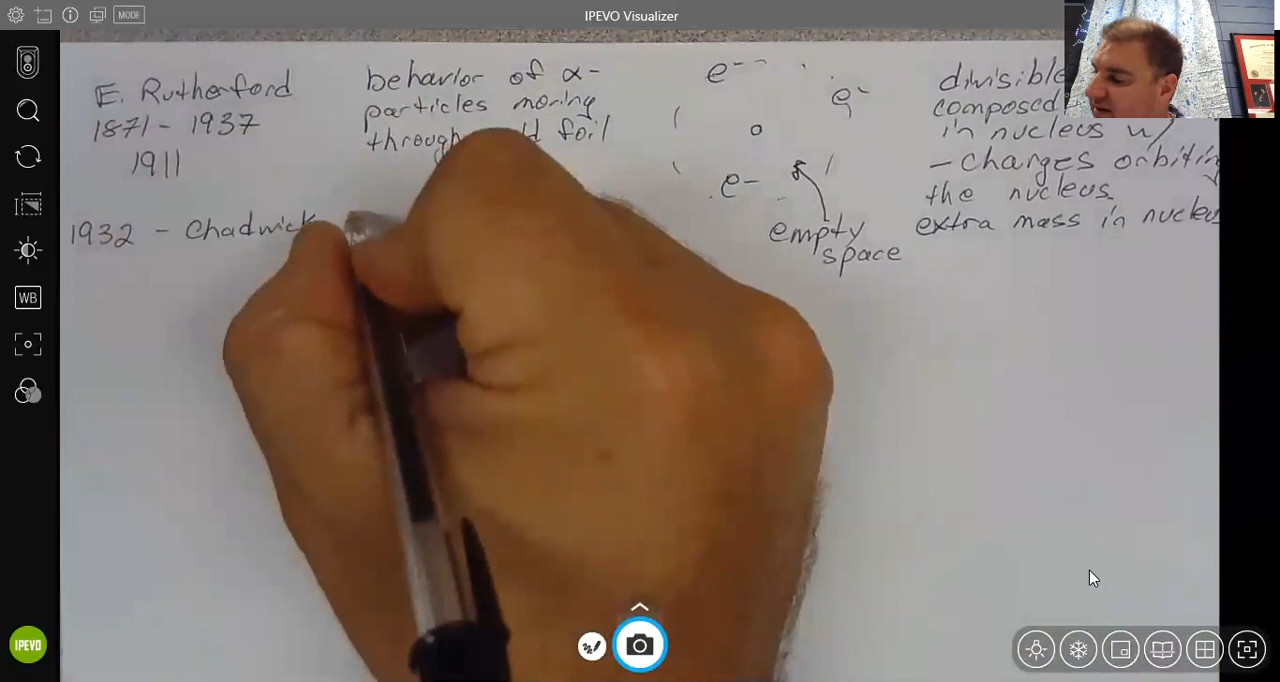 IPEVO Visualizer
MODE
E. Rutherford
1871 - 1937
1911
behavior of α-
particles moving
through foil
e-
e-
e-
empty
space
divisible
composed
in nucleus w/
- charges orbiting
the nucleus.
extra mass in nucleus
1932 - Chadwick
WB
IPEVO